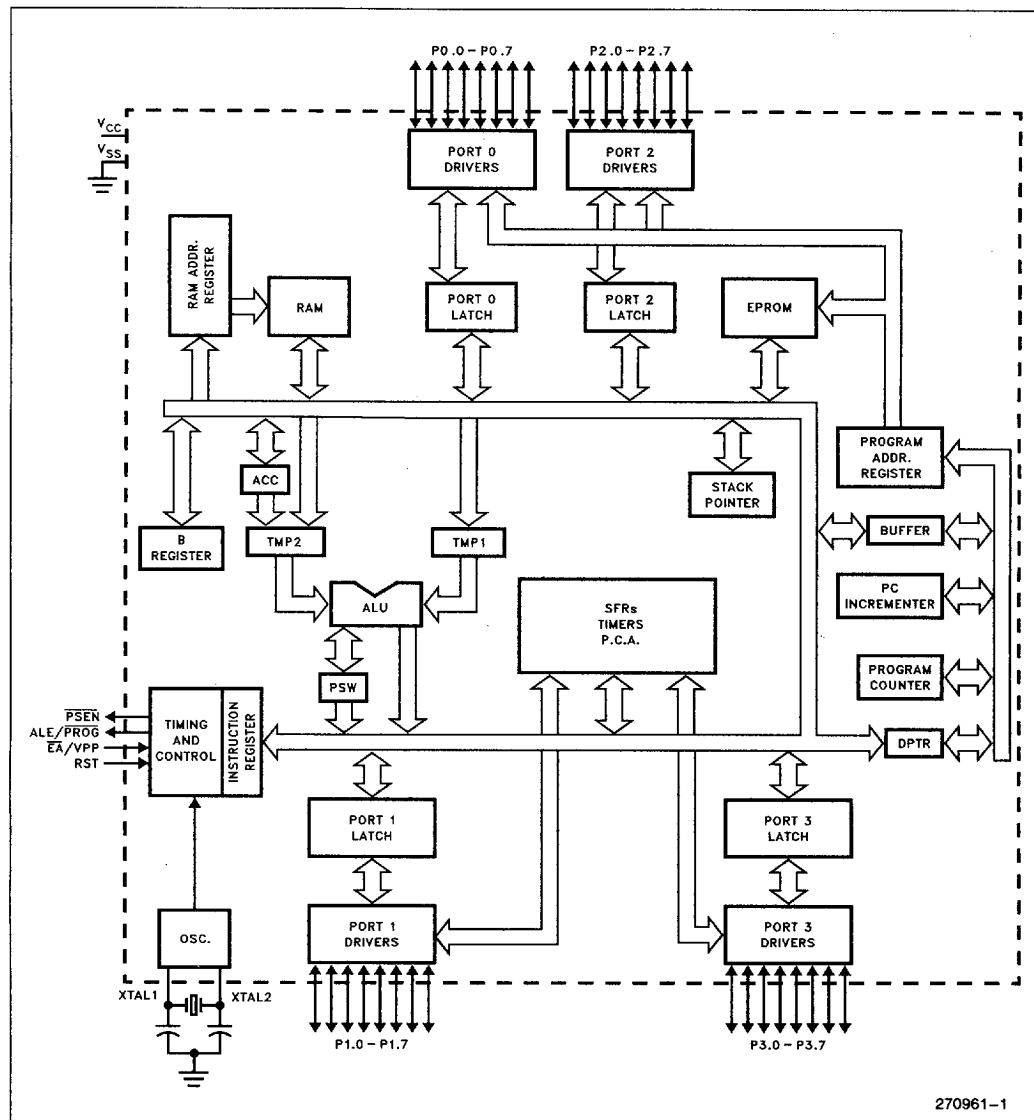 P0.0 – P0.7
P2.0 – P2.7
VCC
VSS
PORT 0
DRIVERS
PORT 2
DRIVERS
RAM ADDR.
REGISTER
RAM
PORT 0
LATCH
PORT 2
LATCH
EPROM
PROGRAM
ADDR.
REGISTER
ACC
STACK
POINTER
B
REGISTER
TMP2
TMP1
BUFFER
ALU
SFRs
TIMERS
P.C.A.
PC
INCREMENTER
PSW
PROGRAM
COUNTER
PSEN
ALE/PROG
EA/VPP
RST
TIMING
AND
CONTROL
INSTRUCTION
REGISTER
DPTR
PORT 1
LATCH
PORT 3
LATCH
OSC.
PORT 1
DRIVERS
PORT 3
DRIVERS
XTAL1
XTAL2
P1.0 – P1.7
P3.0 – P3.7
270961–1